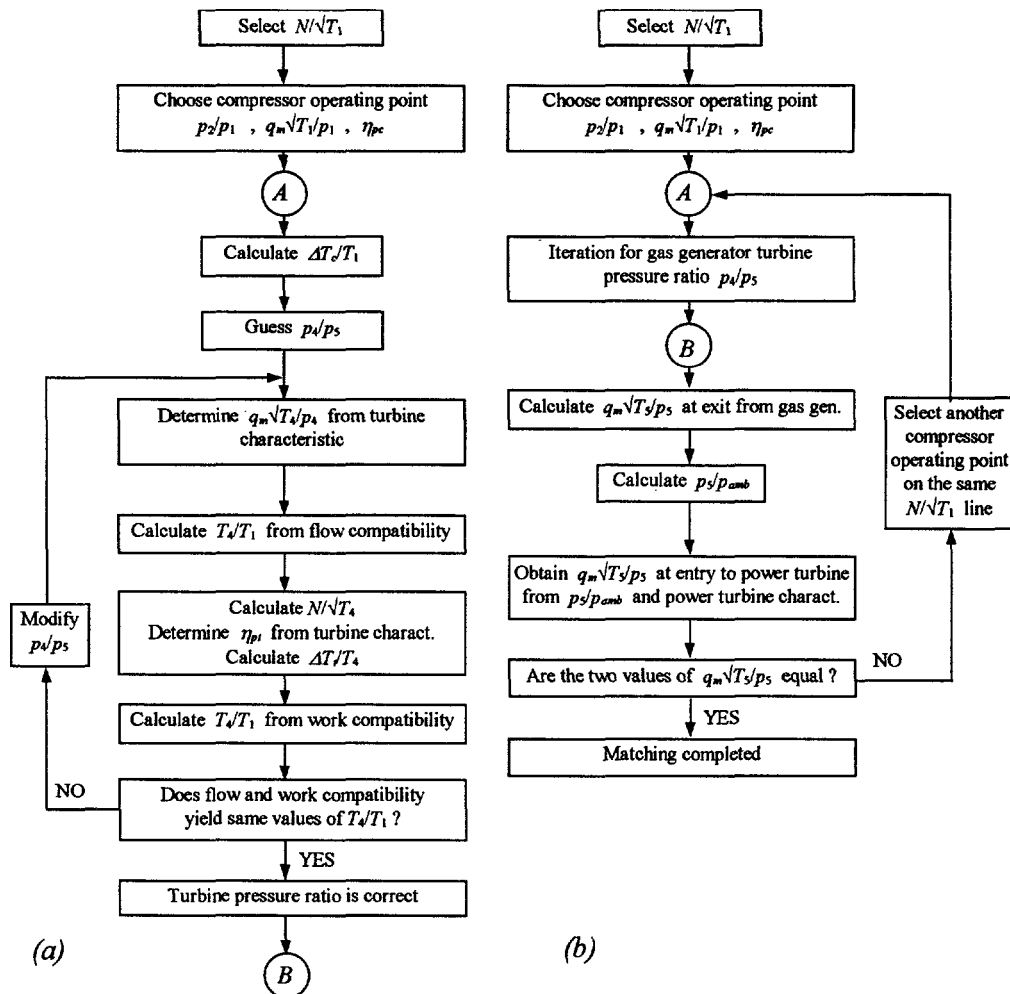 Select N/√T₁
Choose compressor operating point
p₂/p₁ , qₘ√T₁/p₁ , ηpc
A
Calculate ΔTc/T₁
Guess p₄/p₅
Determine qₘ√T₄/p₄ from turbine
characteristic
Calculate T₄/T₁ from flow compatibility
Calculate N/√T₄
Determine ηpt from turbine charact.
Calculate ΔTt/T₄
Modify
p₄/p₅
Calculate T₄/T₁ from work compatibility
NO
Does flow and work compatibility
yield same values of T₄/T₁ ?
YES
Turbine pressure ratio is correct
B
(a)
Select N/√T₁
Choose compressor operating point
p₂/p₁ , qₘ√T₁/p₁ , ηpc
A
Iteration for gas generator turbine
pressure ratio p₄/p₅
B
Calculate qₘ√T₅/p₅ at exit from gas gen.
Calculate p₅/pamb
Select another
compressor
operating point
on the same
N/√T₁ line
Obtain qₘ√T₅/p₅ at entry to power turbine
from p₅/pamb and power turbine charact.
Are the two values of qₘ√T₅/p₅ equal ?
NO
YES
Matching completed
(b)